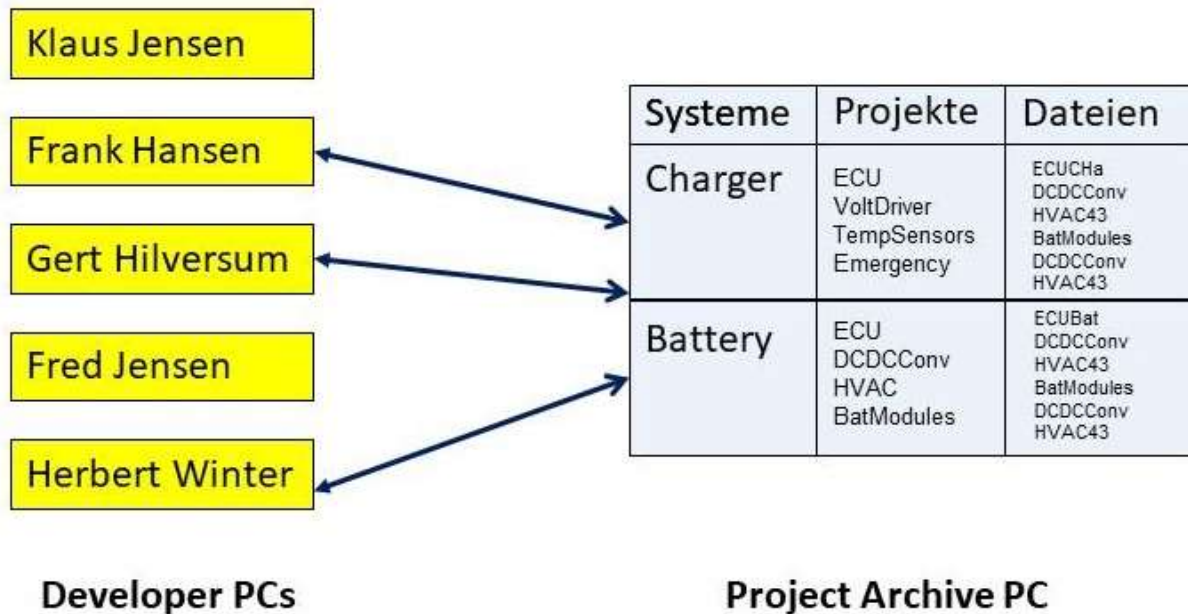 Klaus Jensen
Frank Hansen
Gert Hilversum
Fred Jensen
Herbert Winter
Developer PCs
Systeme Projekte Dateien
Charger
ECU
VoltDriver
TempSensors
Emergency
ECUCHa
DCDCConv
HVAC43
BatModules
DCDCConv
HVAC43
Battery
ECU
DCDCConv
HVAC
BatModules
ECUBat
DCDCConv
HVAC43
BatModules
DCDCConv
HVAC43
Project Archive PC